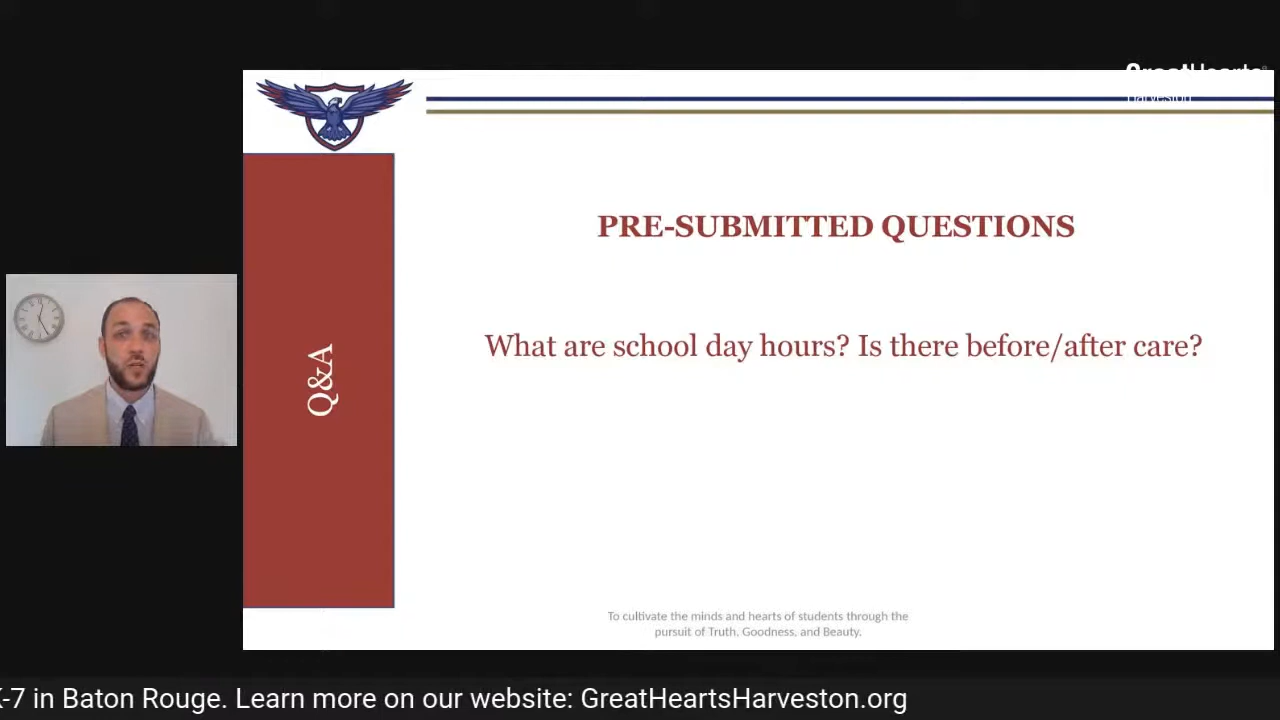 GreatHearts®
Harveston
PRE-SUBMITTED QUESTIONS
What are school day hours? Is there before/after care?
Q&A
To cultivate the minds and hearts of students through the
pursuit of Truth, Goodness, and Beauty.
-7 in Baton Rouge. Learn more on our website: GreatHeartsHarveston.org